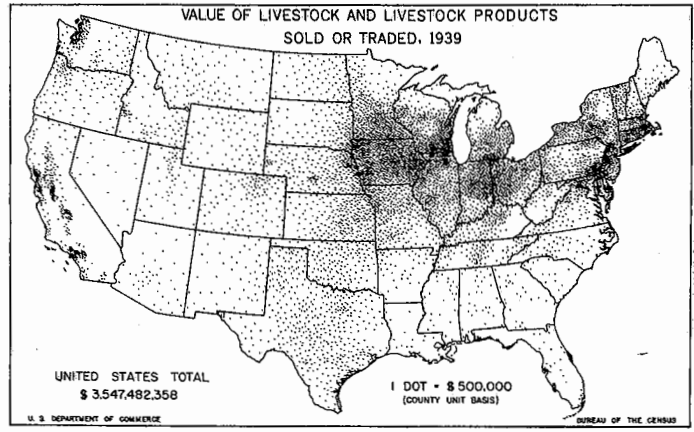 VALUE OF LIVESTOCK AND LIVESTOCK PRODUCTS
SOLD OR TRADED, 1939
UNITED STATES TOTAL
$ 3,547,482,358
1 DOT = $ 500,000
(COUNTY UNIT BASIS)
U. S. DEPARTMENT OF COMMERCE
BUREAU OF THE CENSUS